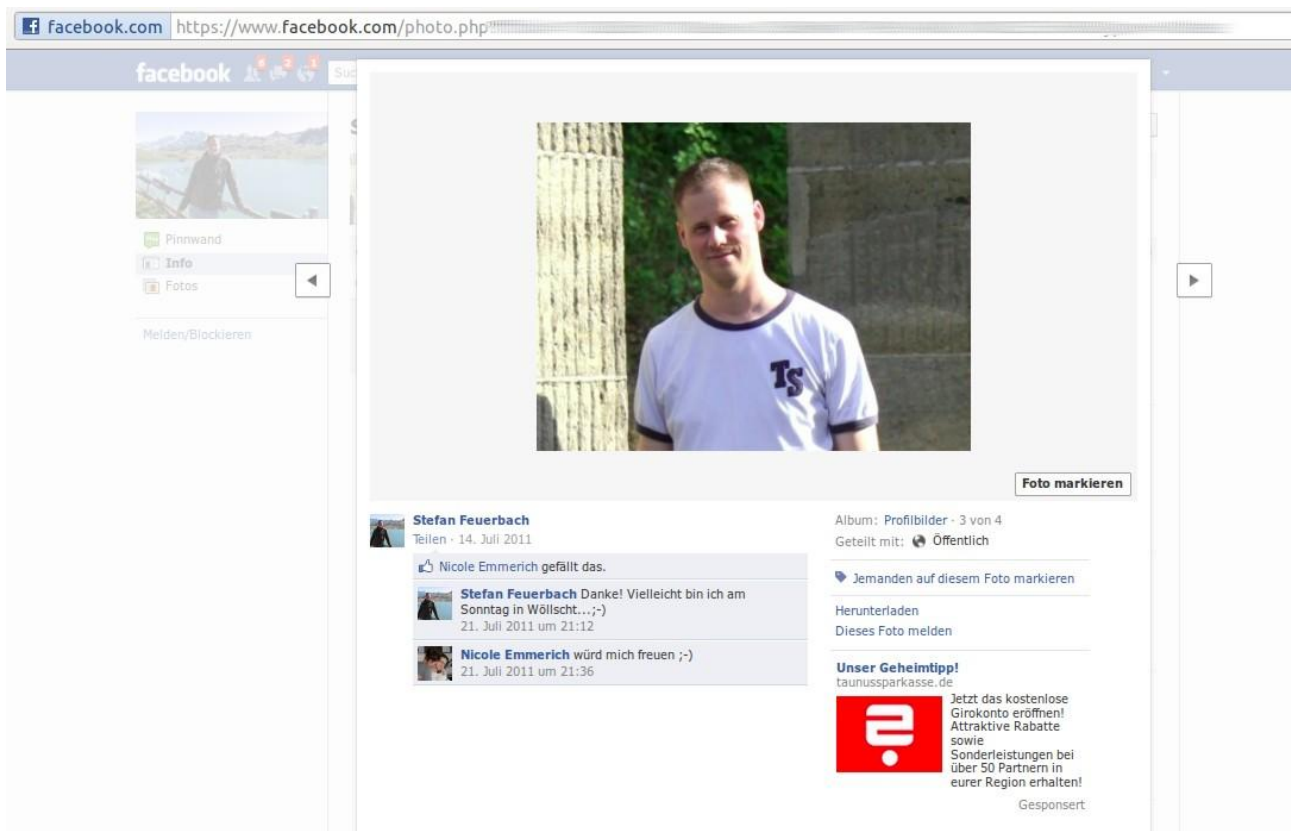 facebook.com https://www.facebook.com/photo.php
facebook
Suc
Pinnwand
Info
Fotos
Melden/Blockieren
TS
Foto markieren
Stefan Feuerbach
Teilen · 14. Juli 2011
Nicole Emmerich gefällt das.
Stefan Feuerbach Danke! Vielleicht bin ich am
Sonntag in Wöllscht...;-)
21. Juli 2011 um 21:12
Nicole Emmerich würd mich freuen ;-)
21. Juli 2011 um 21:36
Album: Profilbilder · 3 von 4
Geteilt mit: Öffentlich
Jemanden auf diesem Foto markieren
Herunterladen
Dieses Foto melden
Unser Geheimtipp!
taunussparkasse.de
Jetzt das kostenlose
Girokonto eröffnen!
Attraktive Rabatte
sowie
Sonderleistungen bei
über 50 Partnern in
eurer Region erhalten!
Gesponsert